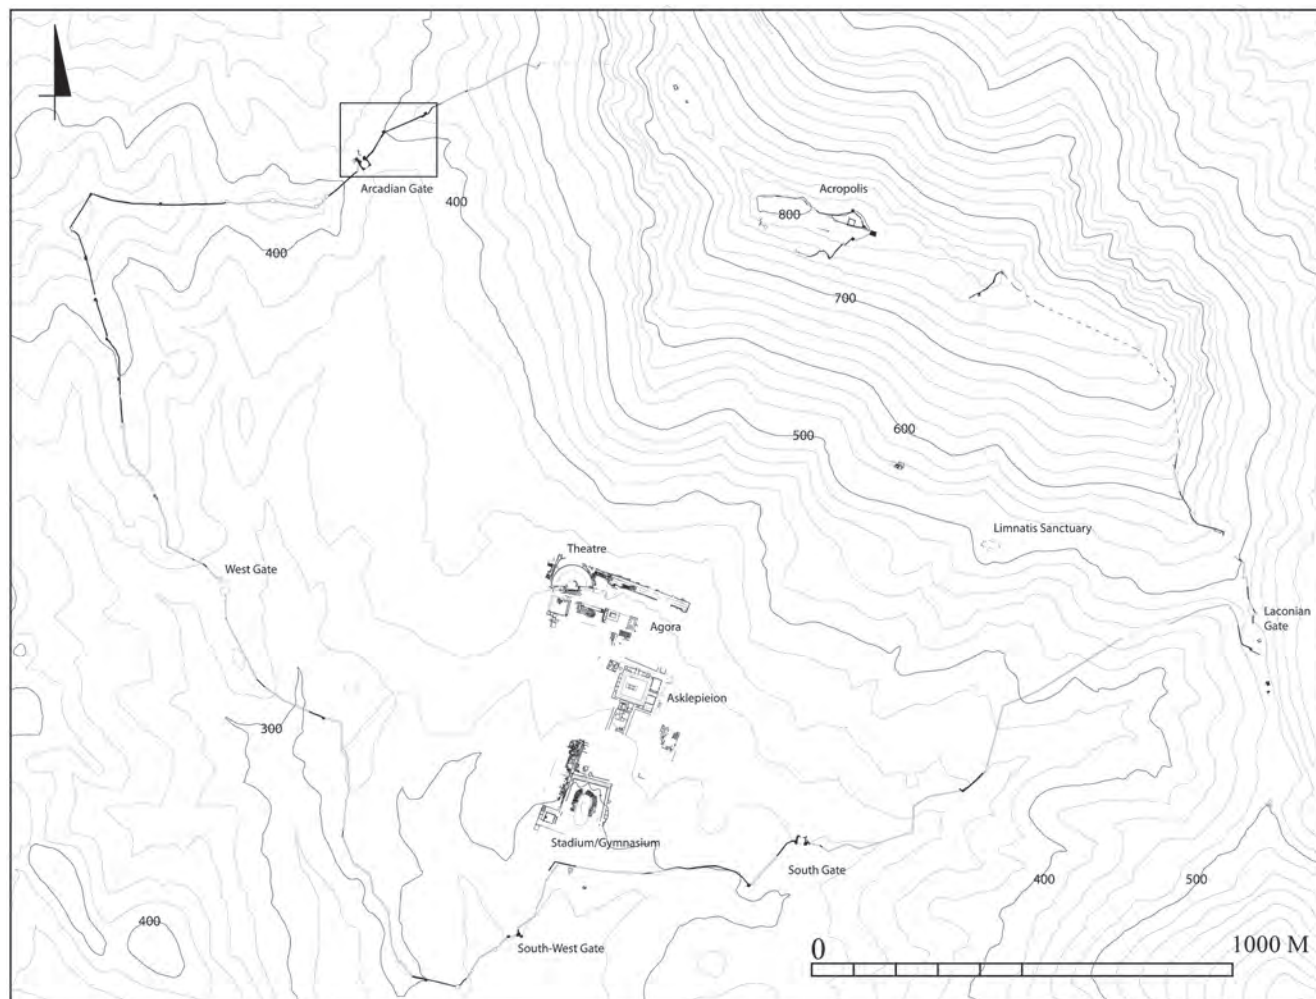 Arcadian Gate
Acropolis
400
800
400
700
600
500
Limnatis Sanctuary
Theatre
West Gate
Laconian
Gate
Agora
Asklepieion
300
Stadium/Gymnasium
South Gate
400
500
400
South-West Gate
0
1000 M